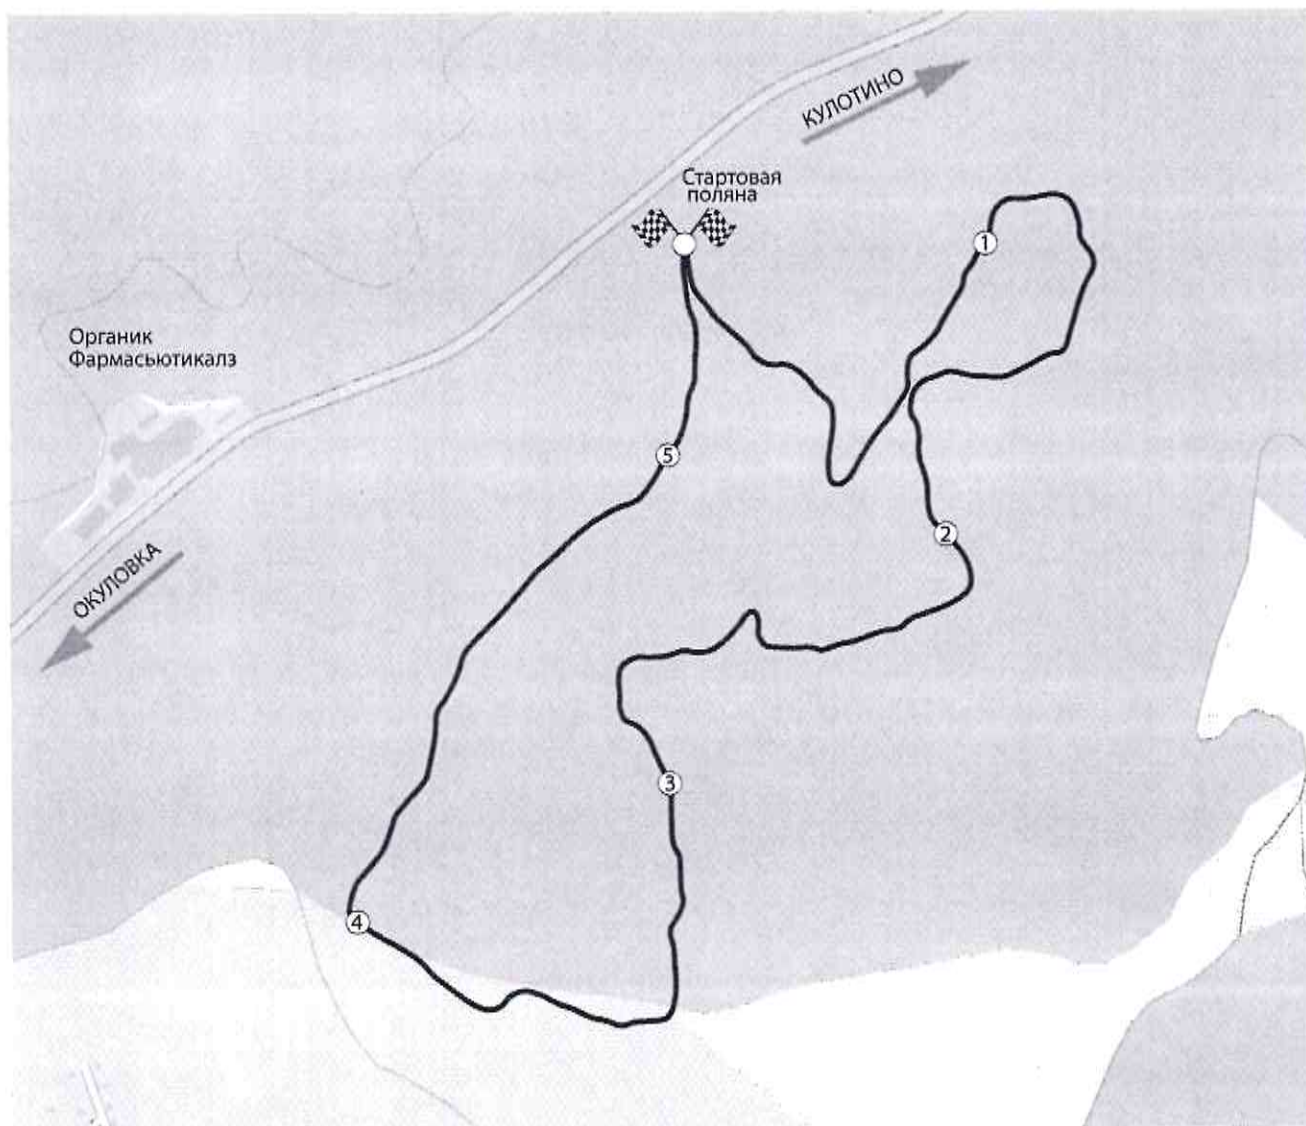 КУЛОТИНО
Стартовая
поляна
1
Органик
Фармасьютикалз
5
2
ОКУЛОВКА
3
4